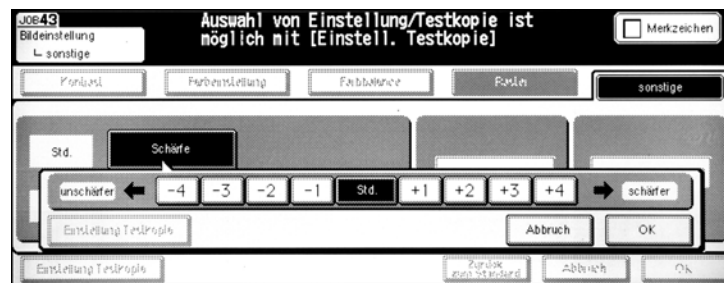 JOB43
Bildeinstellung
sonstige
Auswahl von Einstellung/Testkopie ist
möglich mit [Einstell. Testkopie]
Merkzeichen
Kontrast
Farbeinstellung
Farbbalance
Raster
sonstige
Std.
Schärfe
unschärfer
-4
-3
-2
-1
Std.
+1
+2
+3
+4
schärfer
Einstellung Testkopie
Abbruch
OK
Einstellung Testkopie
Zurück
zum Standard
Abbruch
OK